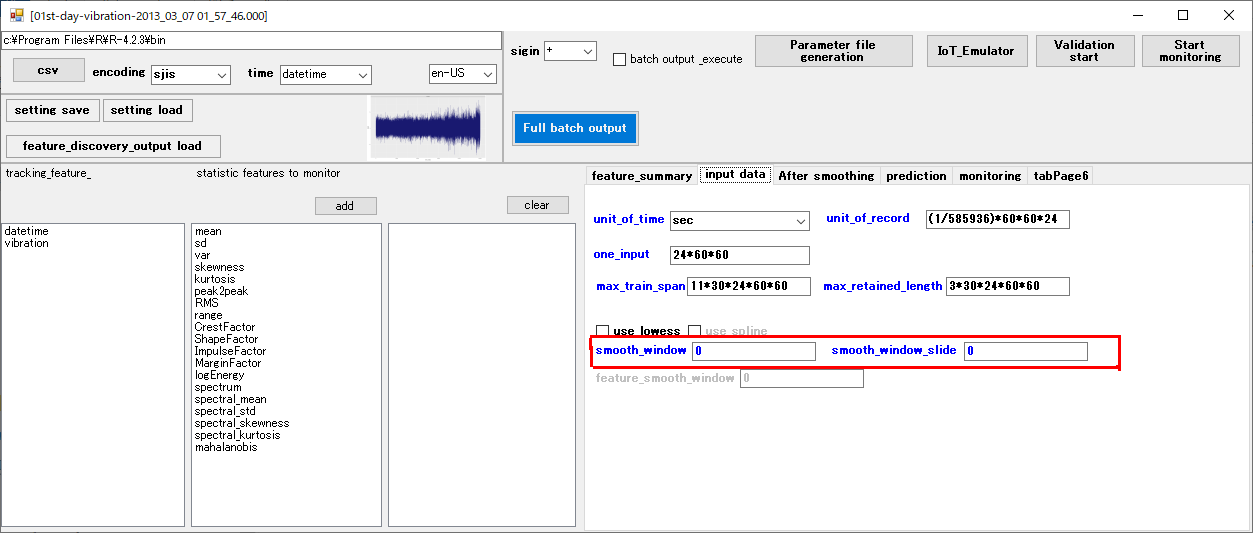 [01st-day-vibration-2013_03_07 01_57_46.000]
c:¥Program Files¥R¥R-4.2.3¥bin
csv encoding sjis time datetime en-US
sigin + batch output _execute
Parameter file generation
IoT_Emulator
Validation start
Start monitoring
setting save setting load
feature_discovery_output load
Full batch output
tracking_feature_ statistic features to monitor
add clear
datetime
vibration
mean
sd
var
skewness
kurtosis
peak2peak
RMS
range
CrestFactor
ShapeFactor
ImpulseFactor
MarginFactor
logEnergy
spectrum
spectral_mean
spectral_std
spectral_skewness
spectral_kurtosis
mahalanobis
feature_summary input data After smoothing prediction monitoring tabPage6
unit_of_time sec unit_of_record (1/585936)*60*60*24
one_input 24*60*60
max_train_span 11*30*24*60*60 max_retained_length 3*30*24*60*60
use lowess use spline
smooth_window 0 smooth_window_slide 0
feature_smooth_window 0